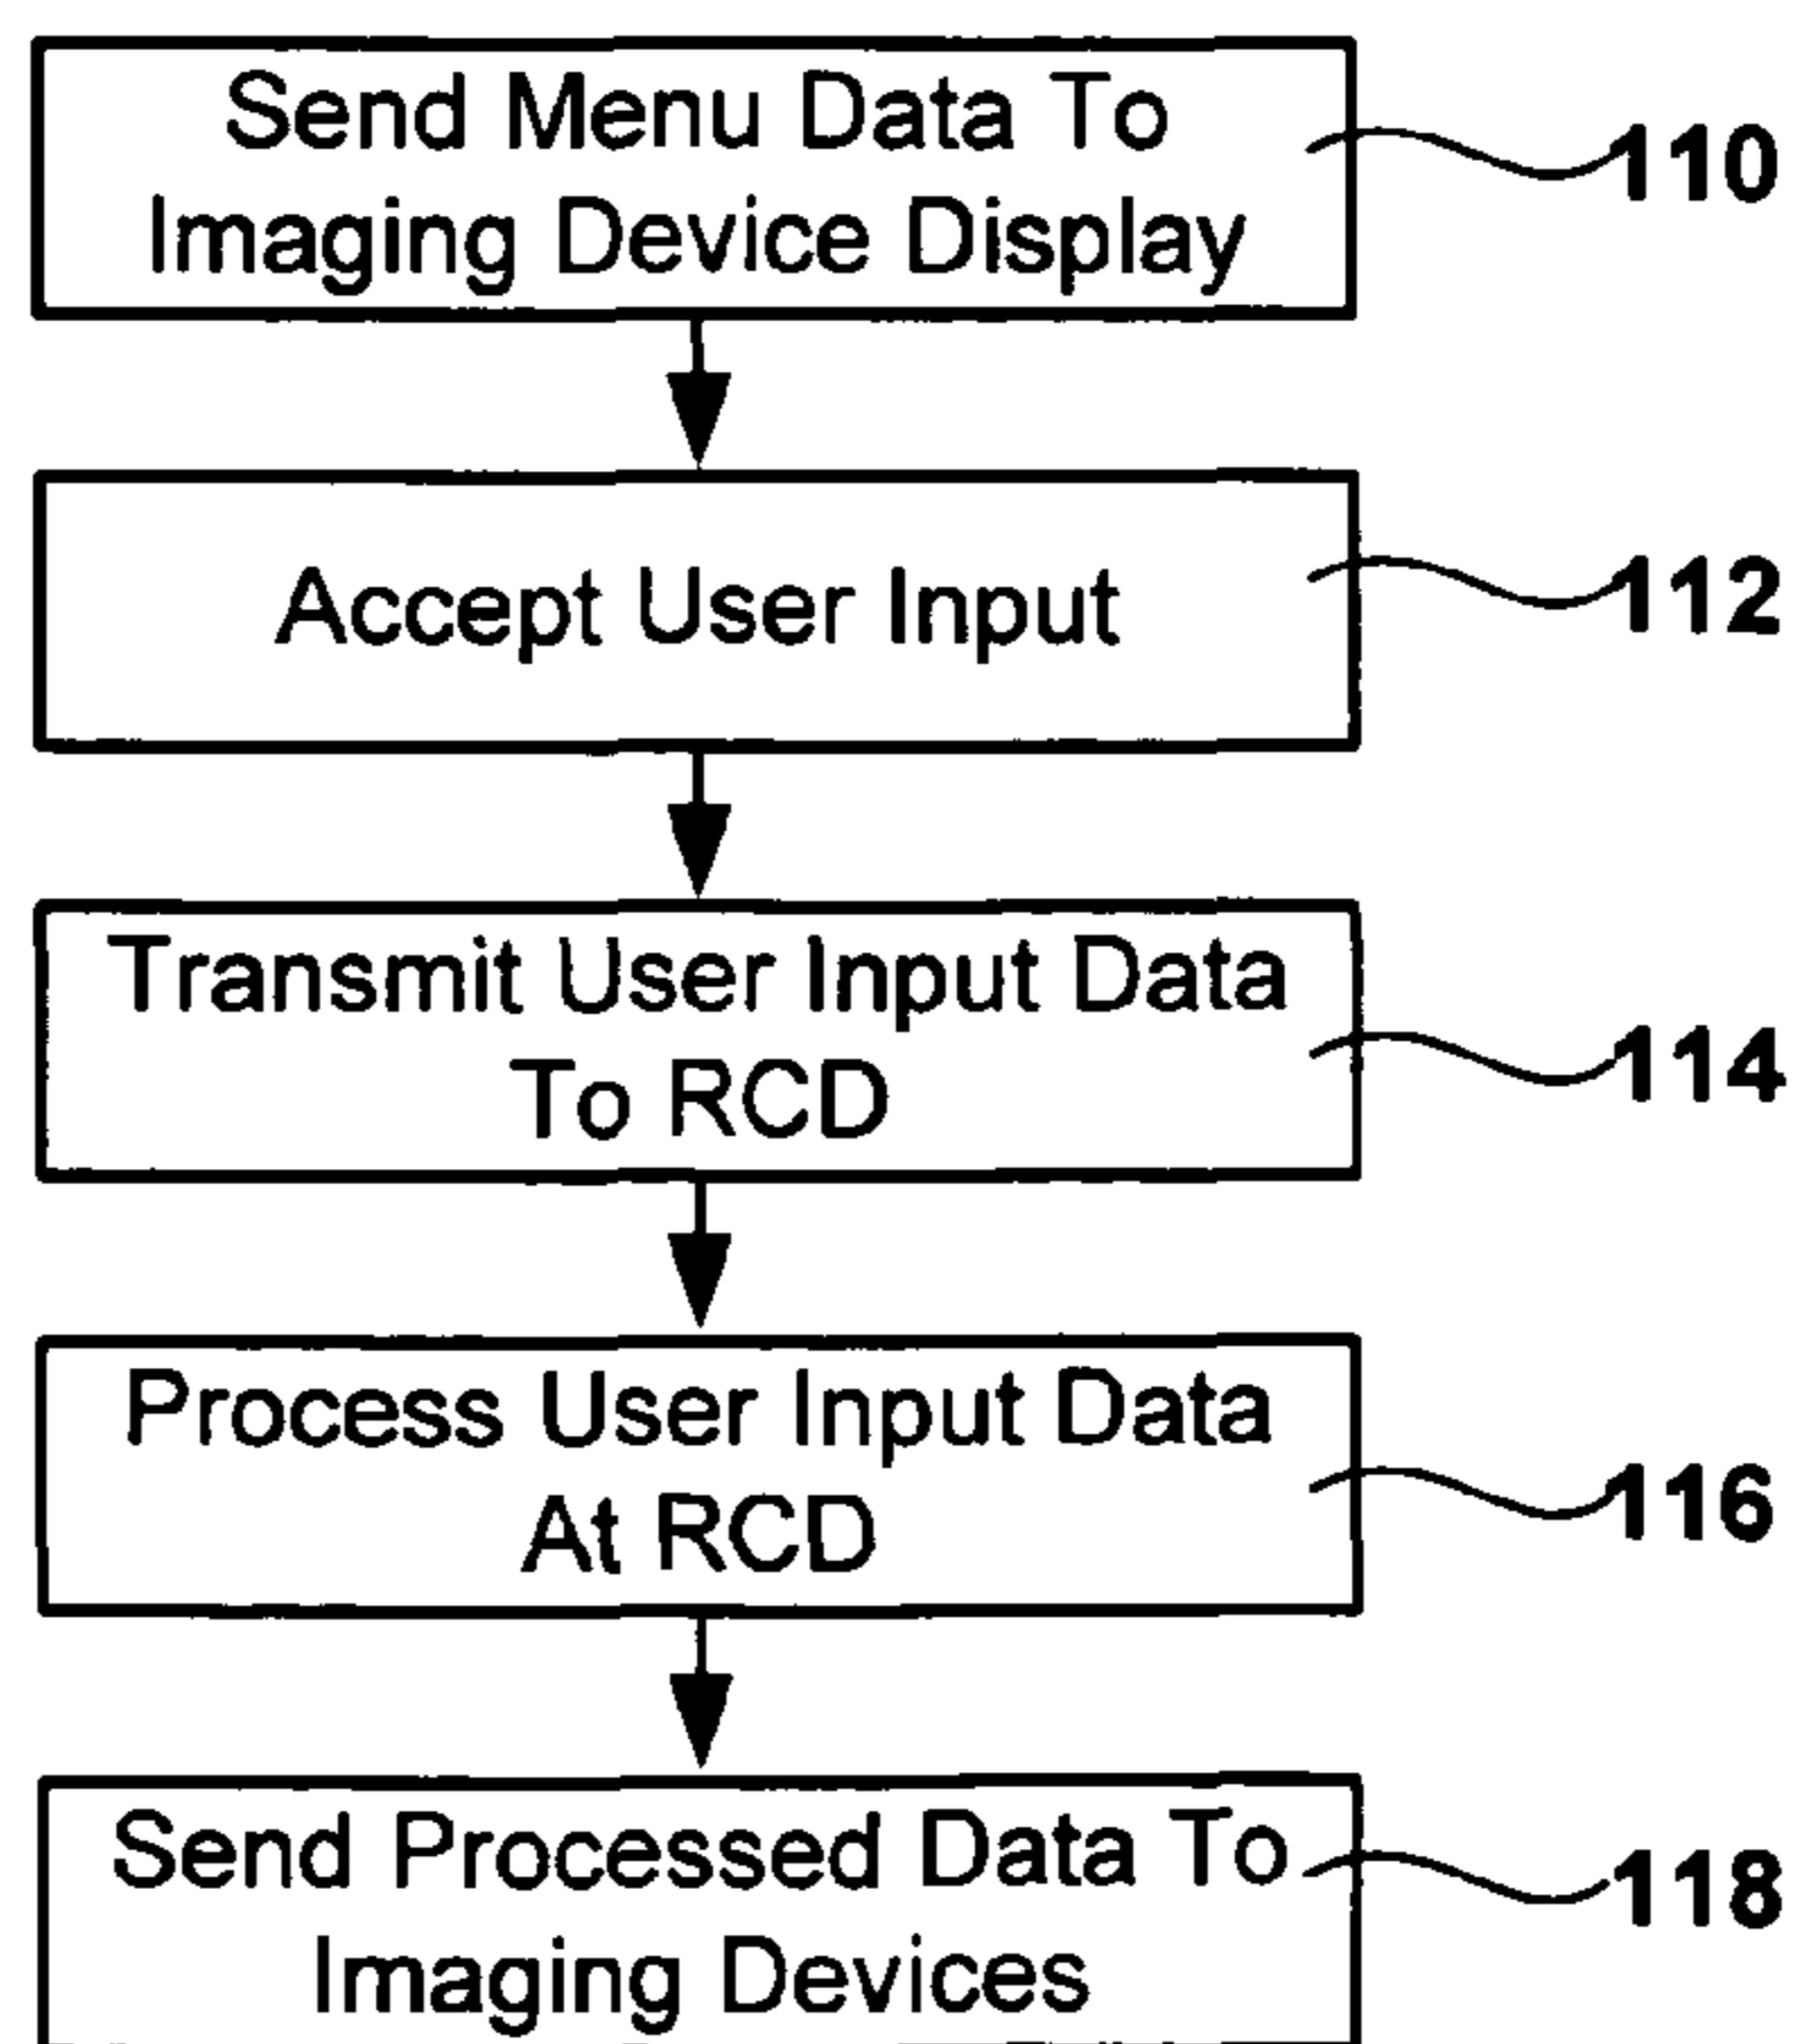 Send Menu Data To
Imaging Device Display
110
Accept User Input
112
Transmit User Input Data
To RCD
114
Process User Input Data
At RCD
116
Send Processed Data To
Imaging Devices
118